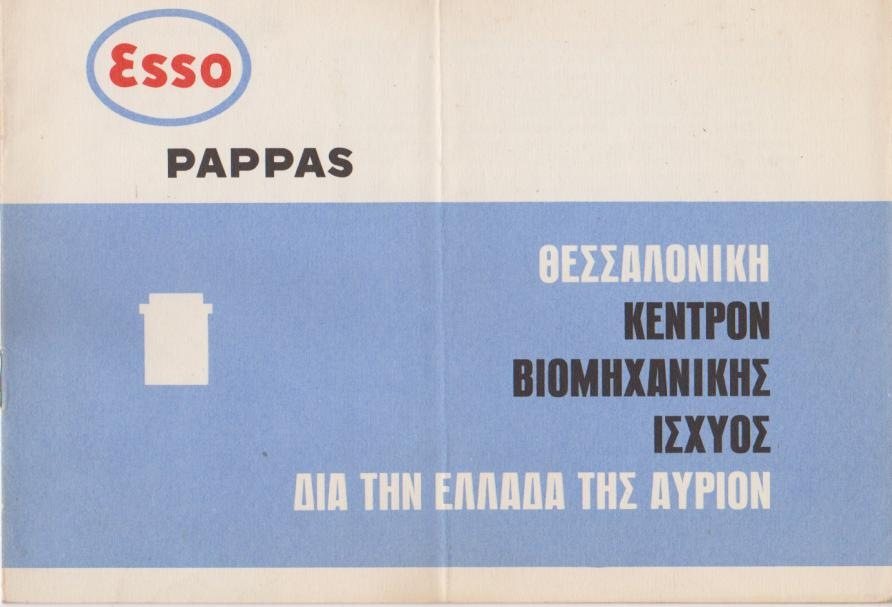 Esso
PAPPAS
ΘΕΣΣΑΛΟΝΙΚΗ
ΚΕΝΤΡΟΝ
ΒΙΟΜΗΧΑΝΙΚΗΣ
ΙΣΧΥΟΣ
ΔΙΑ ΤΗΝ ΕΛΛΑΔΑ ΤΗΣ ΑΥΡΙΟΝ